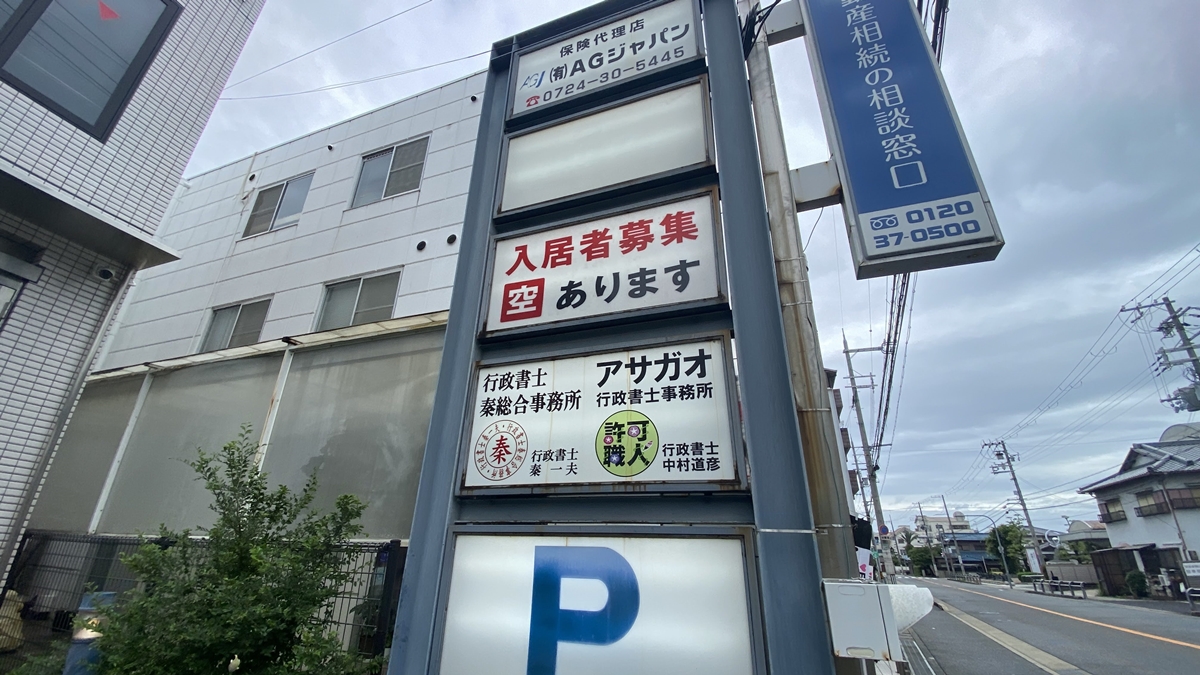 保険代理店
AGJ (有)AGジャパン
☎0724-30-5445
入居者募集
空 あります
行政書士
秦総合事務所
秦
行政書士
秦 一夫
アサガオ
行政書士事務所
許可
職人
行政書士
中村道彦
P
産相続の相談窓口
0120
37-0500